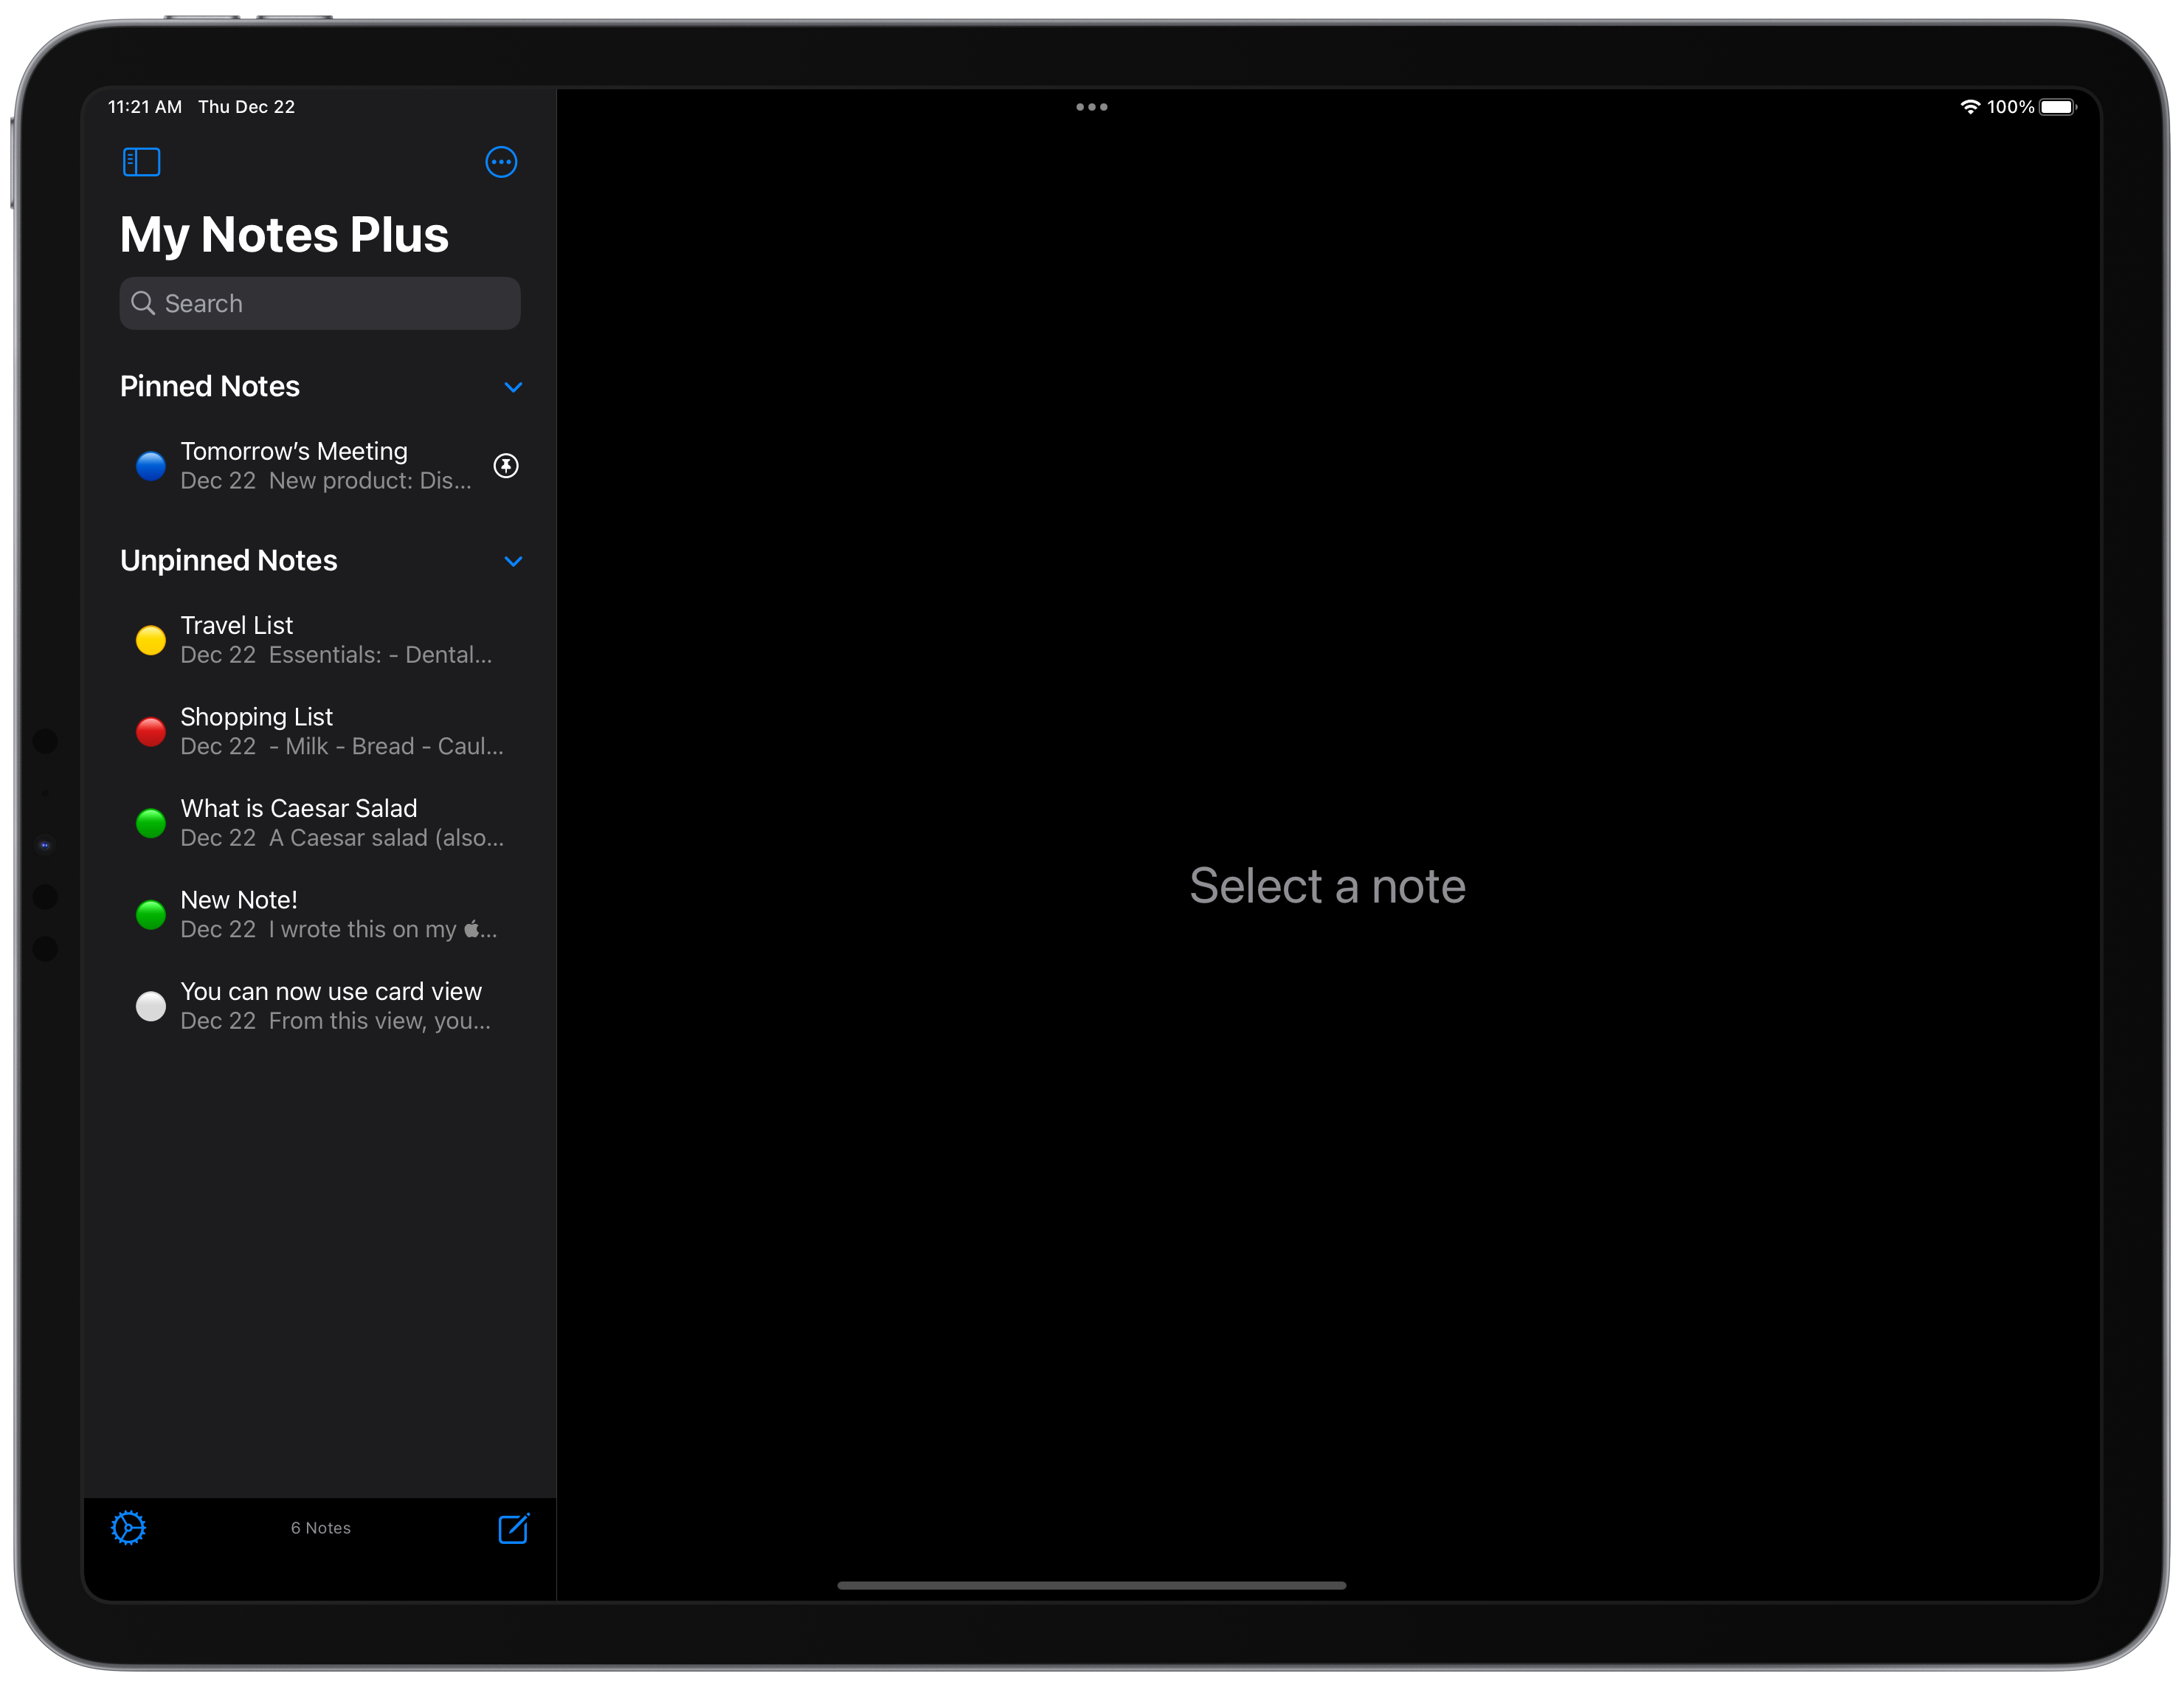 11:21 AM Thu Dec 22
100%
My Notes Plus
Search
Pinned Notes
Tomorrow's Meeting
Dec 22 New product: Dis...
Unpinned Notes
Travel List
Dec 22 Essentials: - Dental...
Shopping List
Dec 22 - Milk - Bread - Caul...
What is Caesar Salad
Dec 22 A Caesar salad (also...
New Note!
Dec 22 I wrote this on my ...
You can now use card view
Dec 22 From this view, you...
Select a note
6 Notes